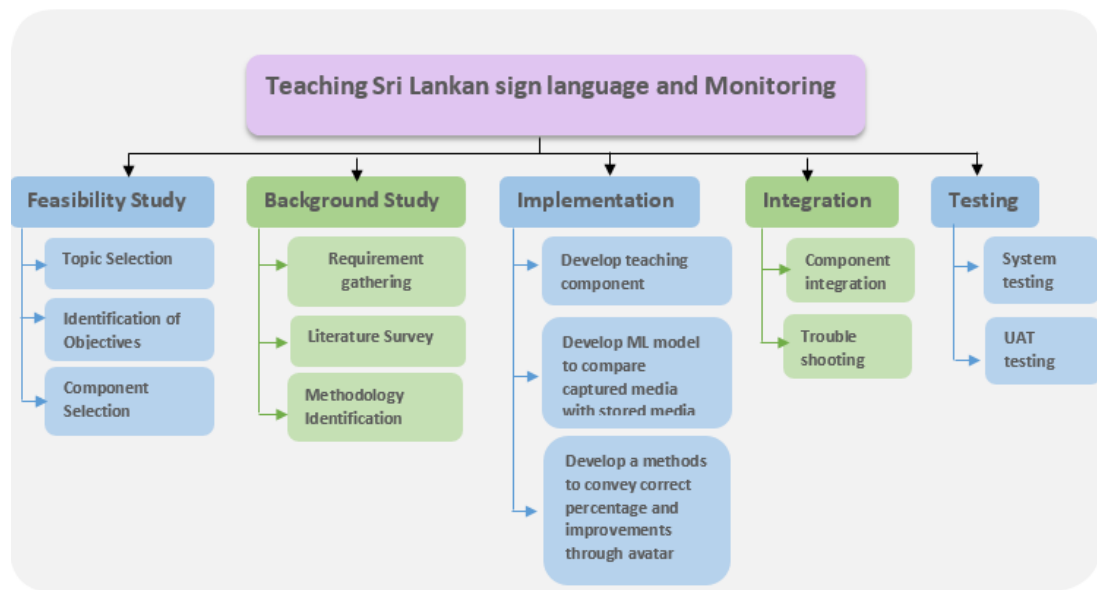 Teaching Sri Lankan sign language and Monitoring
Feasibility Study
Topic Selection
Identification of
Objectives
Component
Selection
Background Study
Requirement
gathering
Literature Survey
Methodology
Identification
Implementation
Develop teaching
component
Develop ML model
to compare
captured media
with stored media
Develop a methods
to convey correct
percentage and
improvements
through avatar
Integration
Component
integration
Trouble
shooting
Testing
System
testing
UAT
testing